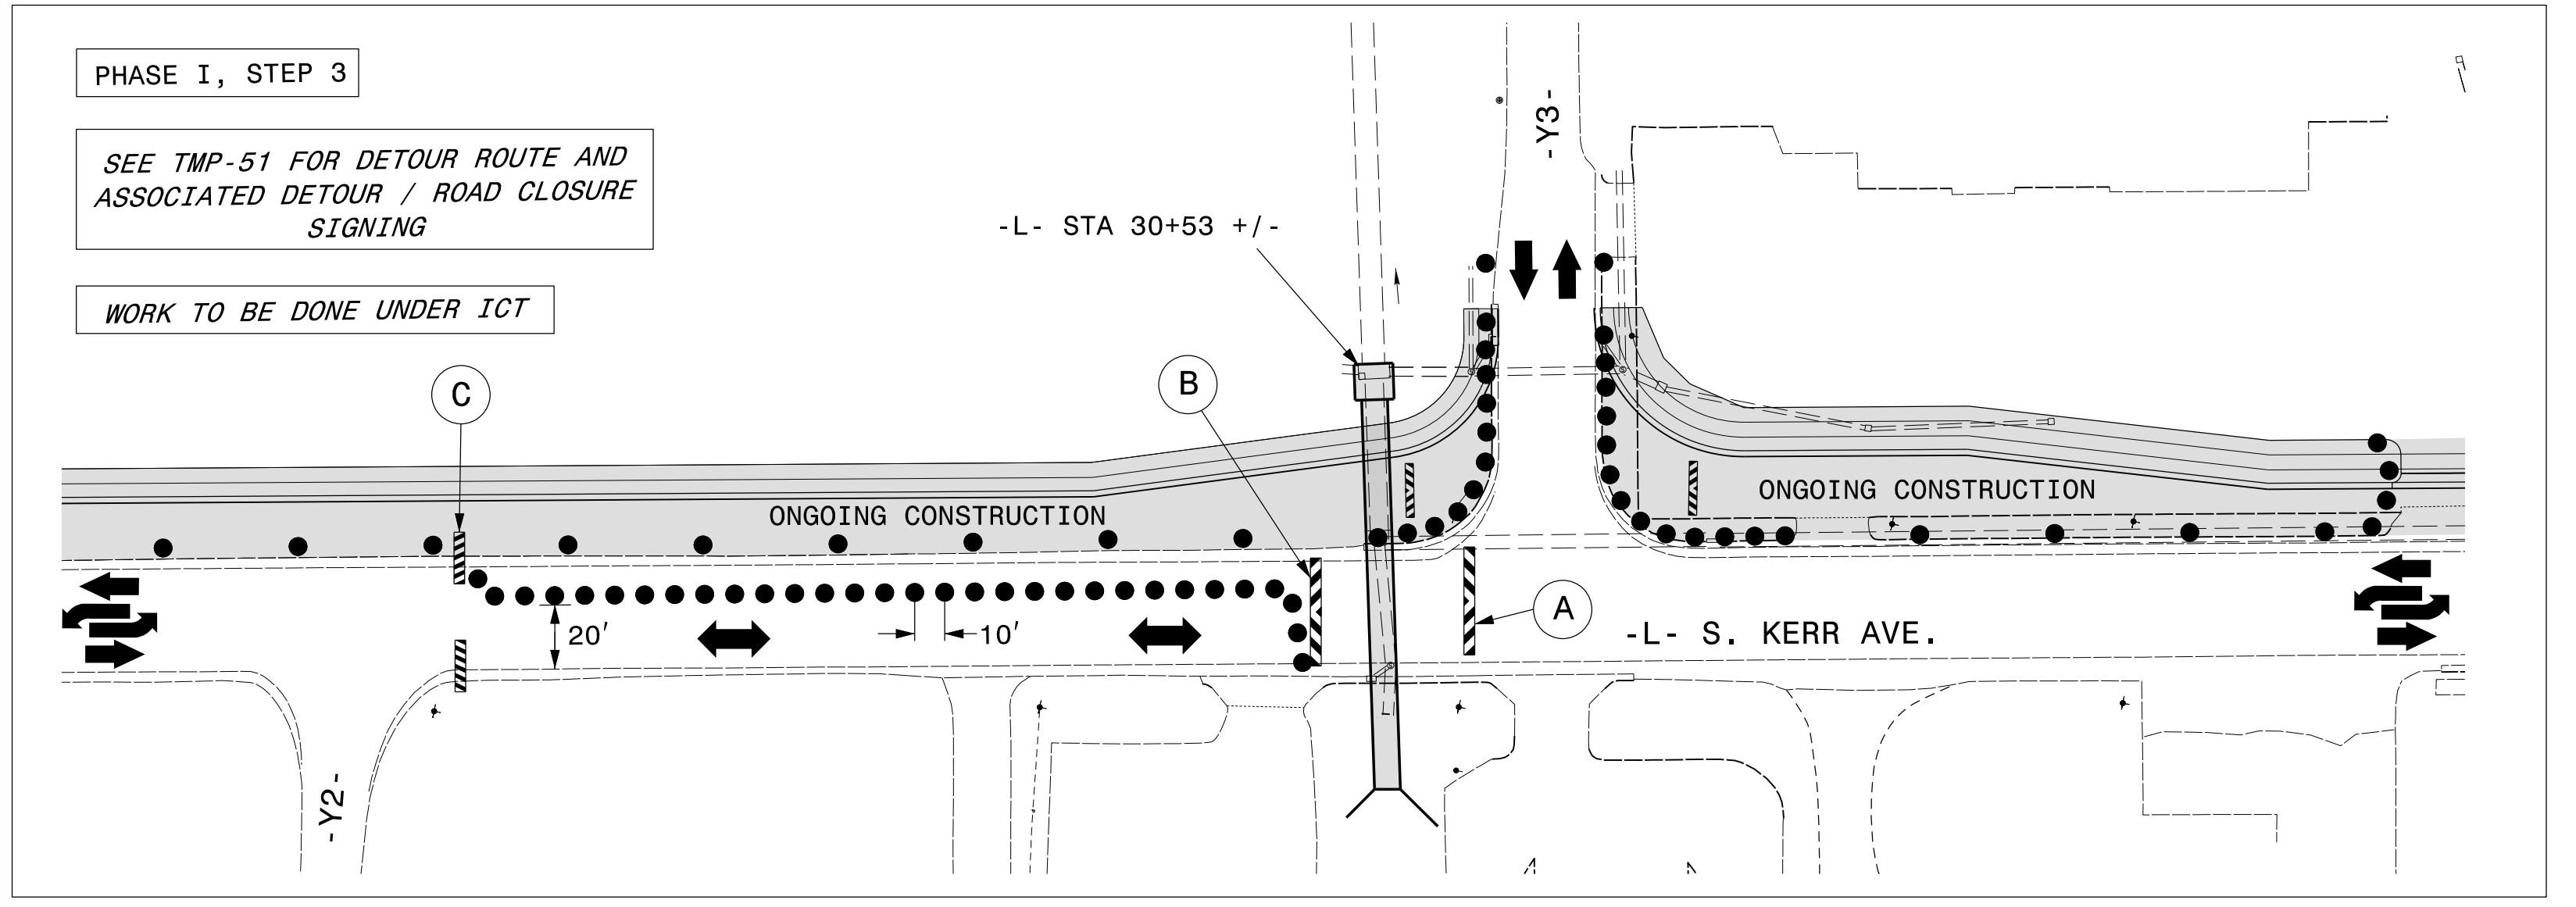 PHASE I, STEP 3
SEE TMP-51 FOR DETOUR ROUTE AND
ASSOCIATED DETOUR / ROAD CLOSURE
SIGNING
WORK TO BE DONE UNDER ICT
-L- STA 30+53 +/-
-Y3-
C
B
ONGOING CONSTRUCTION
ONGOING CONSTRUCTION
A
20'
10'
-L- S. KERR AVE.
-Y2-